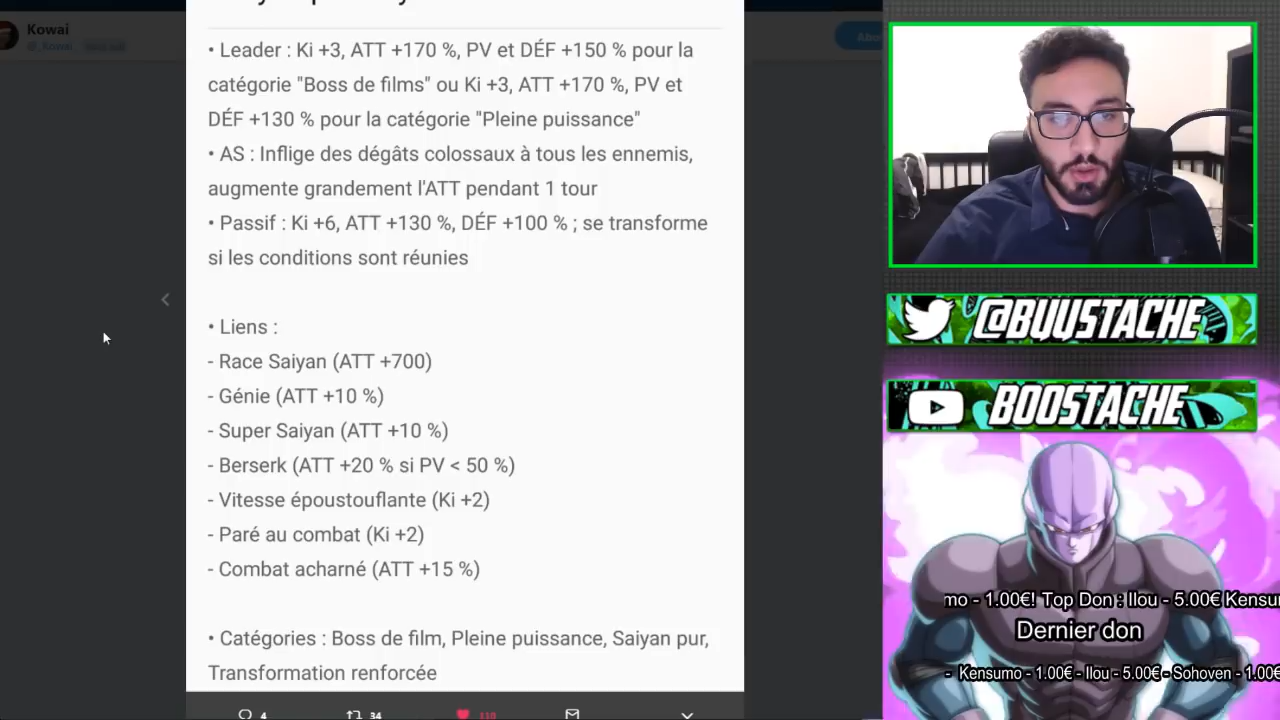 Kowai
@_Kowai
• Leader : Ki +3, ATT +170 %, PV et DÉF +150 % pour la
catégorie "Boss de films" ou Ki +3, ATT +170 %, PV et
DÉF +130 % pour la catégorie "Pleine puissance"
• AS : Inflige des dégâts colossaux à tous les ennemis,
augmente grandement l'ATT pendant 1 tour
• Passif : Ki +6, ATT +130 %, DÉF +100 % ; se transforme
si les conditions sont réunies
• Liens :
- Race Saiyan (ATT +700)
- Génie (ATT +10 %)
- Super Saiyan (ATT +10 %)
- Berserk (ATT +20 % si PV < 50 %)
- Vitesse époustouflante (Ki +2)
- Paré au combat (Ki +2)
- Combat acharné (ATT +15 %)
• Catégories : Boss de film, Pleine puissance, Saiyan pur,
Transformation renforcée
4 34 110
@BUUSTACHE
BOOSTACHE
mo - 1.00€! Top Don : Ilou - 5.00€ Kensu
Dernier don
- Kensumo - 1.00€ - Ilou - 5.00€ - Sohoven - 1.00€